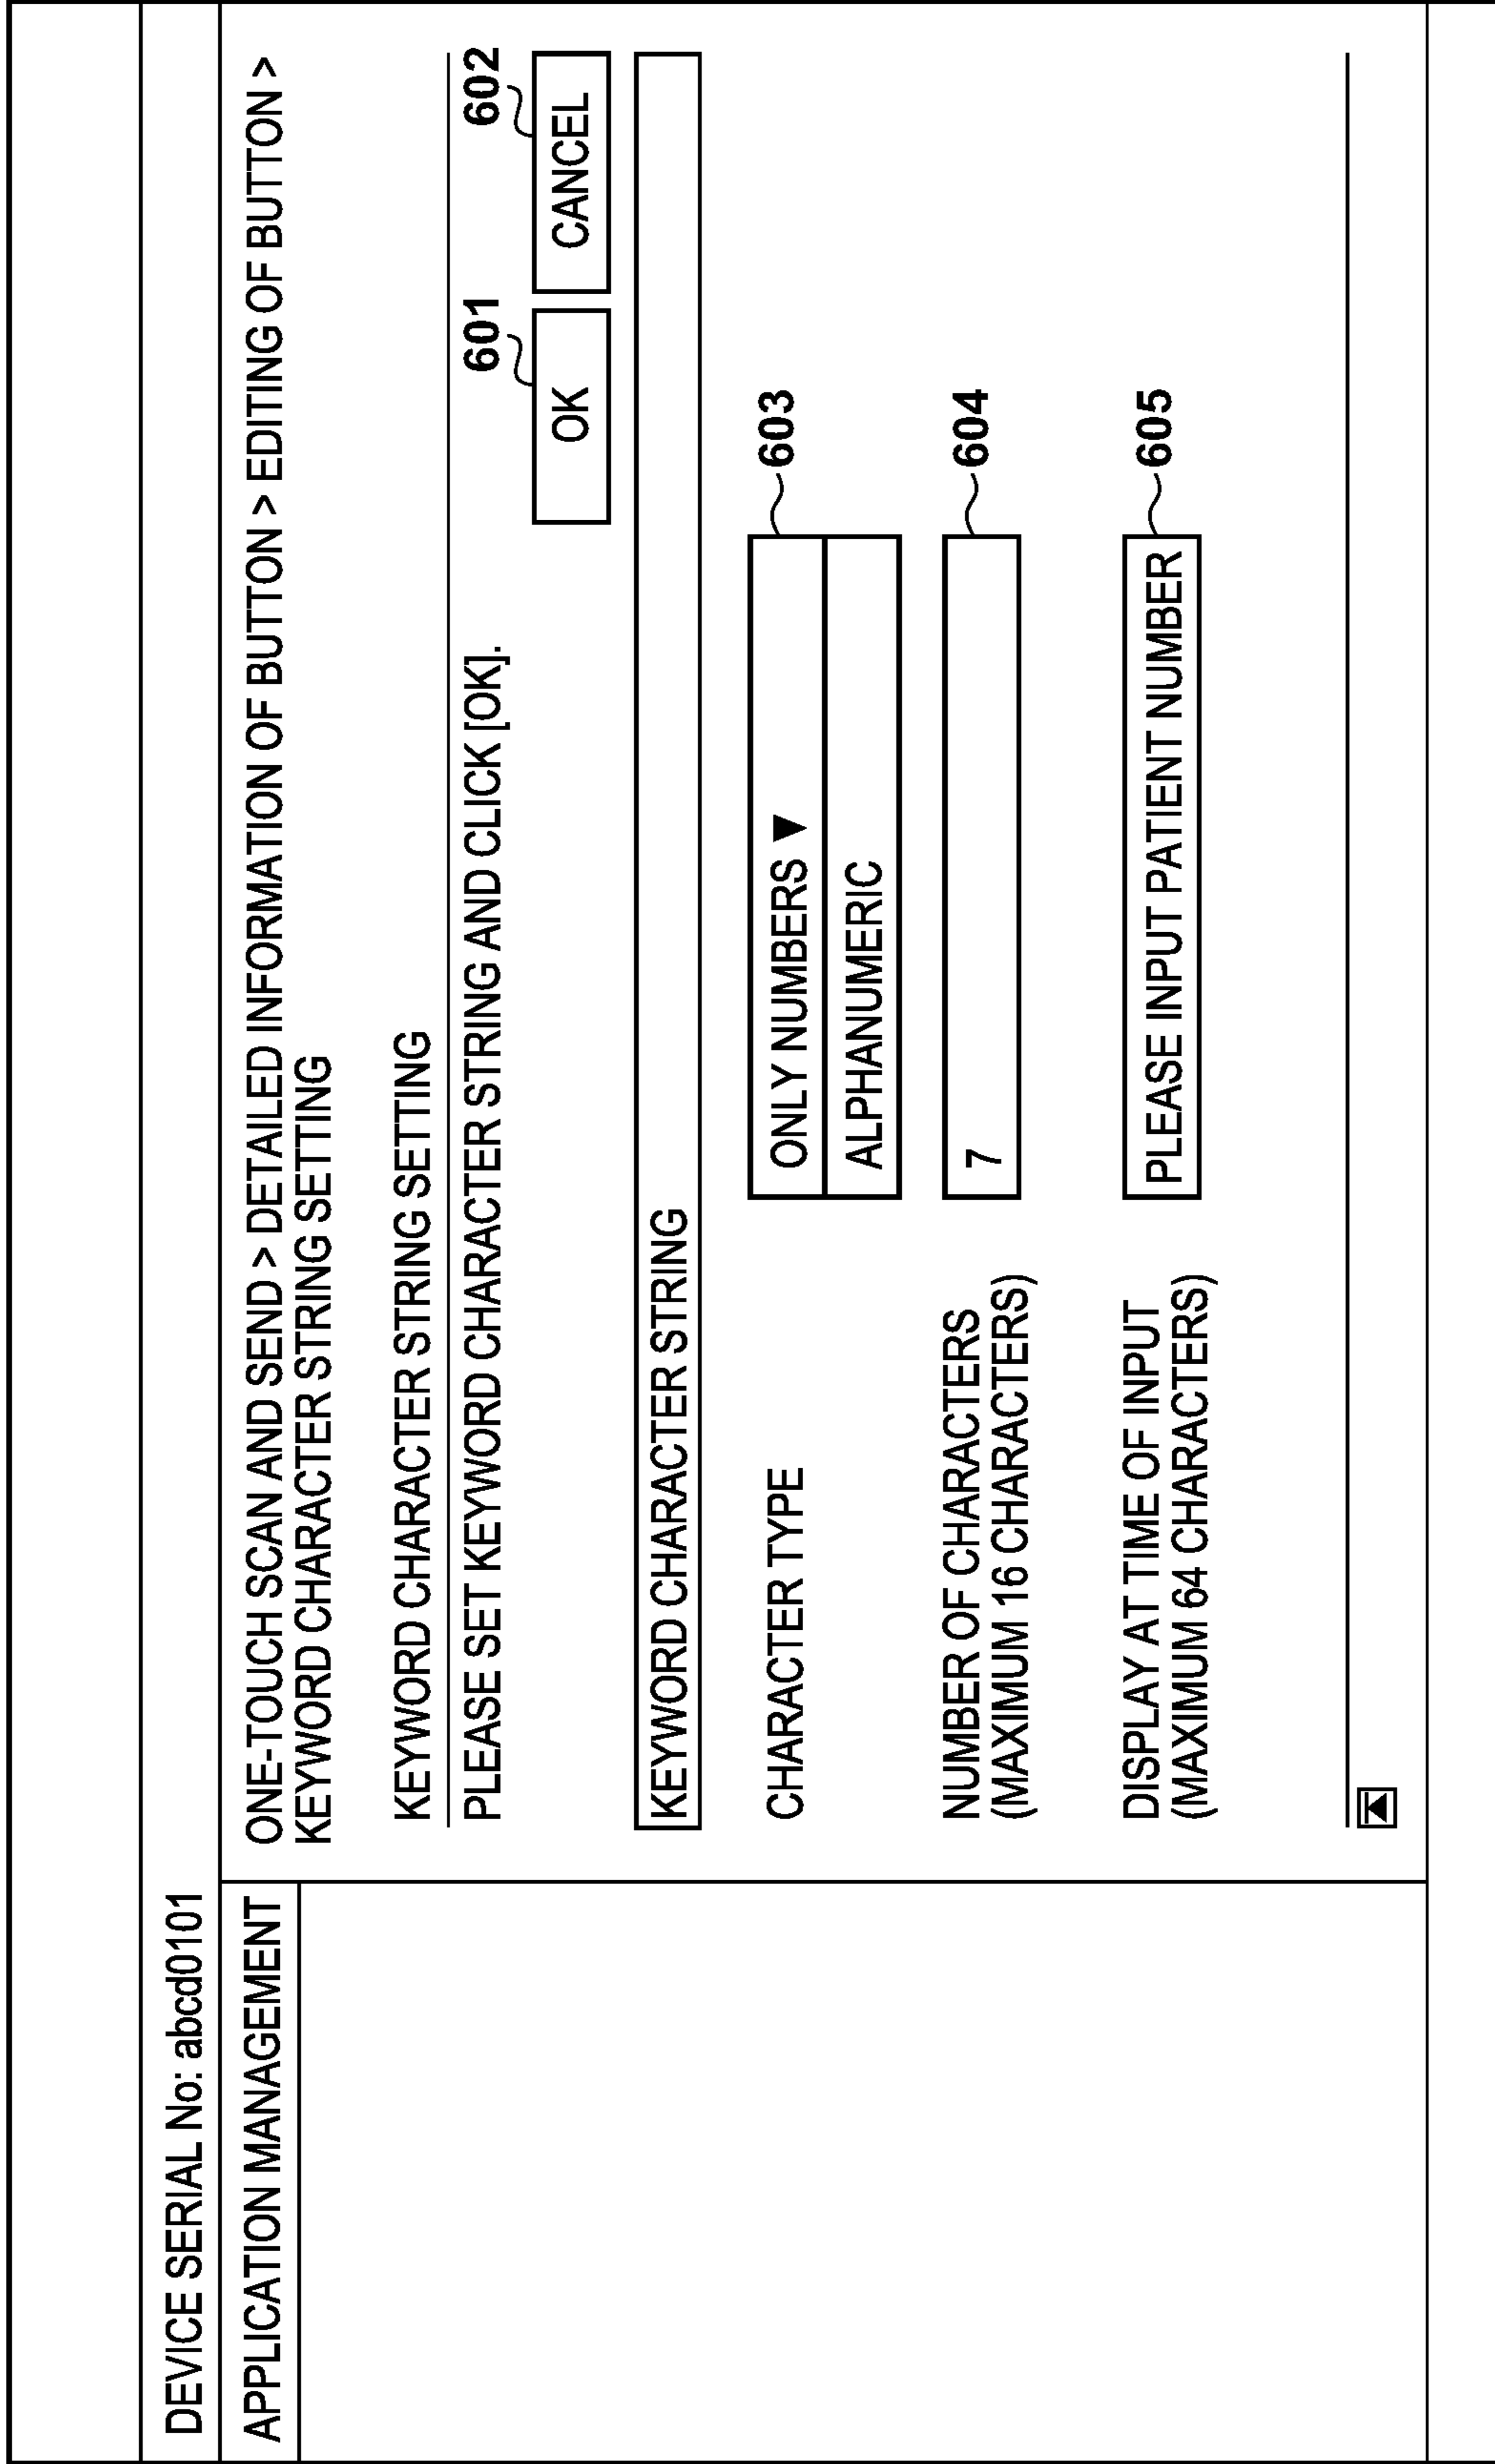 DEVICE SERIAL No: abcd0101
APPLICATION MANAGEMENT
ONE-TOUCH SCAN AND SEND > DETAILED INFORMATION OF BUTTON > EDITING OF BUTTON >
KEYWORD CHARACTER STRING SETTING
KEYWORD CHARACTER STRING SETTING
PLEASE SET KEYWORD CHARACTER STRING AND CLICK [OK].
601
602
OK
CANCEL
KEYWORD CHARACTER STRING
CHARACTER TYPE
ONLY NUMBERS ▼
603
ALPHANUMERIC
NUMBER OF CHARACTERS
(MAXIMUM 16 CHARACTERS)
7
604
DISPLAY AT TIME OF INPUT
(MAXIMUM 64 CHARACTERS)
PLEASE INPUT PATIENT NUMBER
605